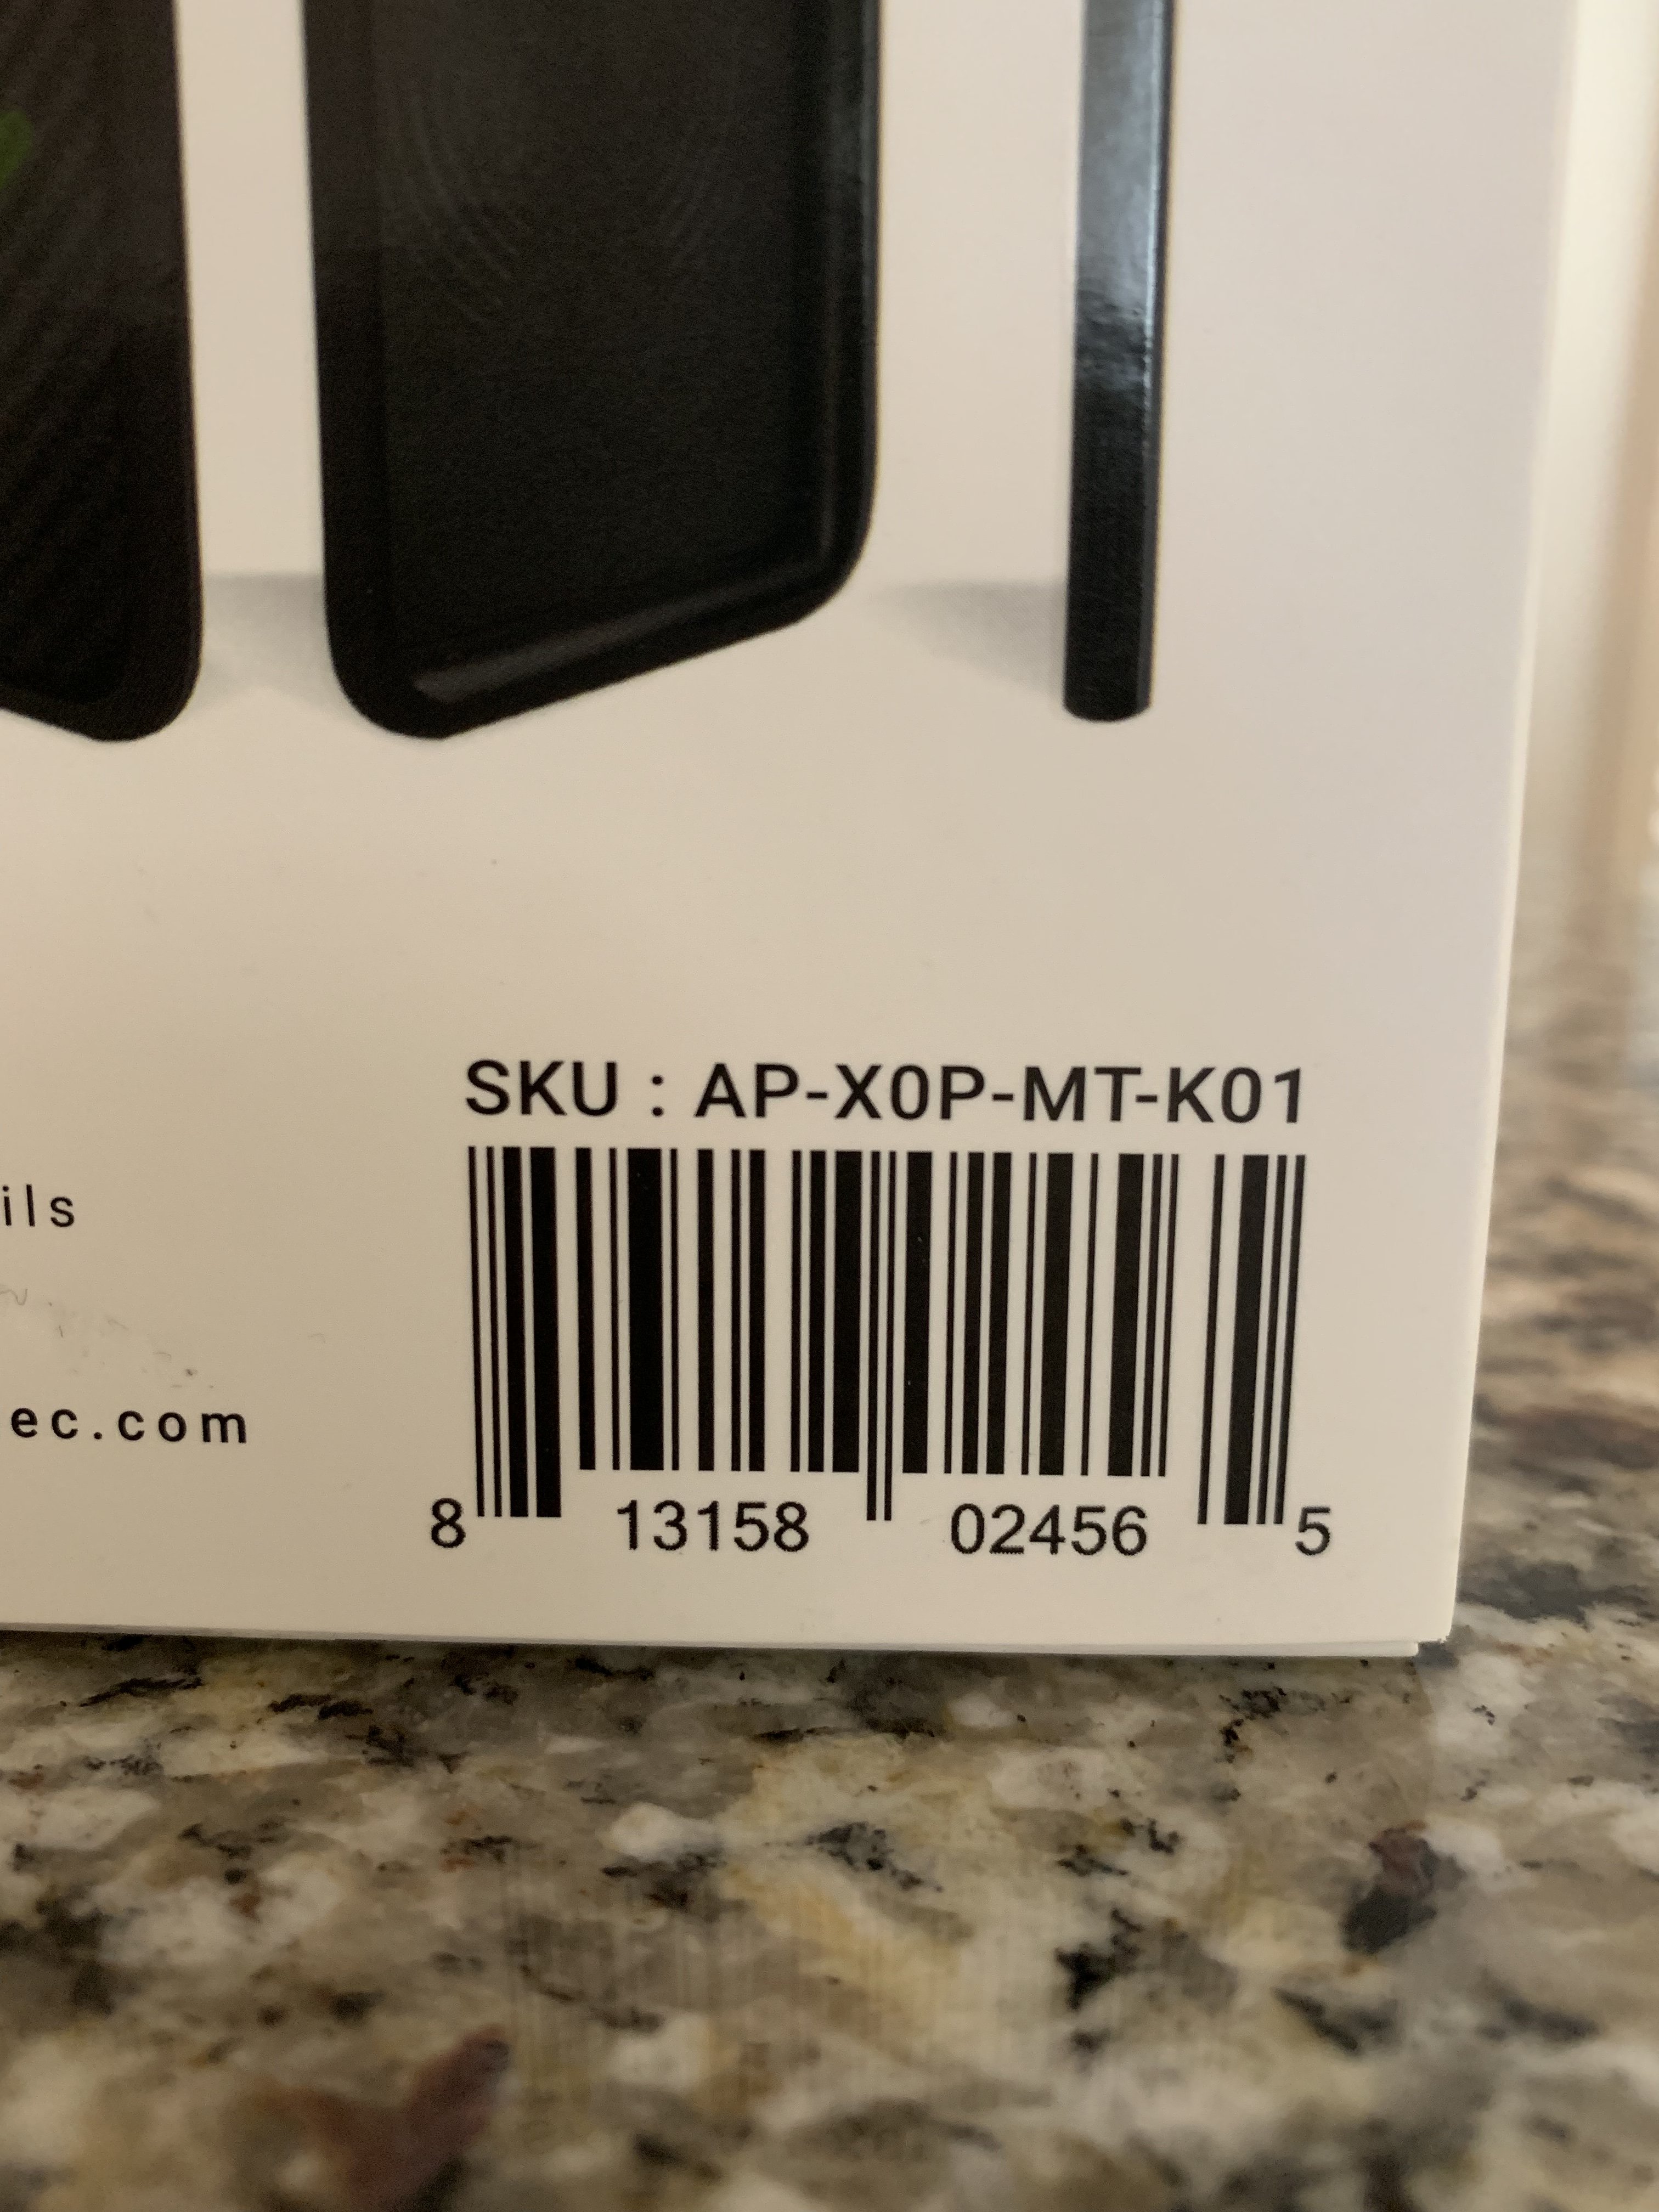 SKU : AP-X0P-MT-K01
ils
ec.com
8 13158 02456 5